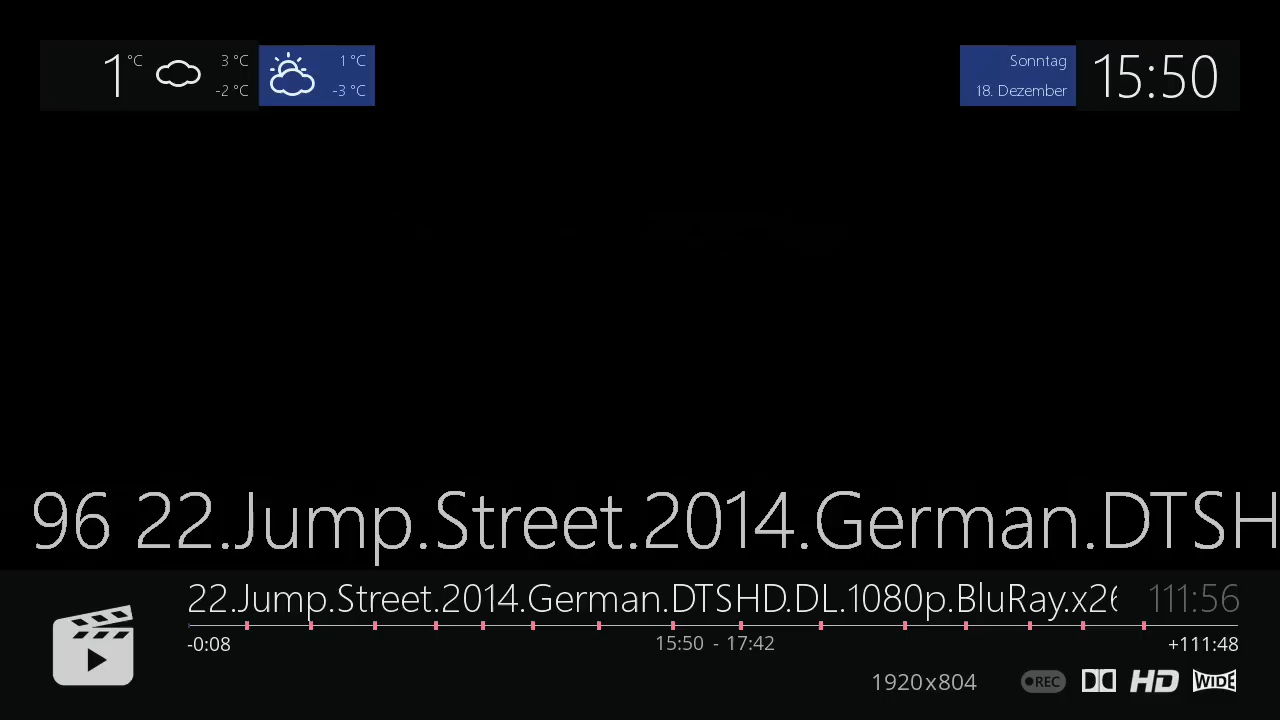 1 °C
3 °C
-2 °C
1 °C
-3 °C
Sonntag
18. Dezember
15:50
96 22.Jump.Street.2014.German.DTSH
22.Jump.Street.2014.German.DTSHD.DL.1080p.BluRay.x26
111:56
-0:08
15:50 - 17:42
+111:48
1920x804
REC
HD
WIDE